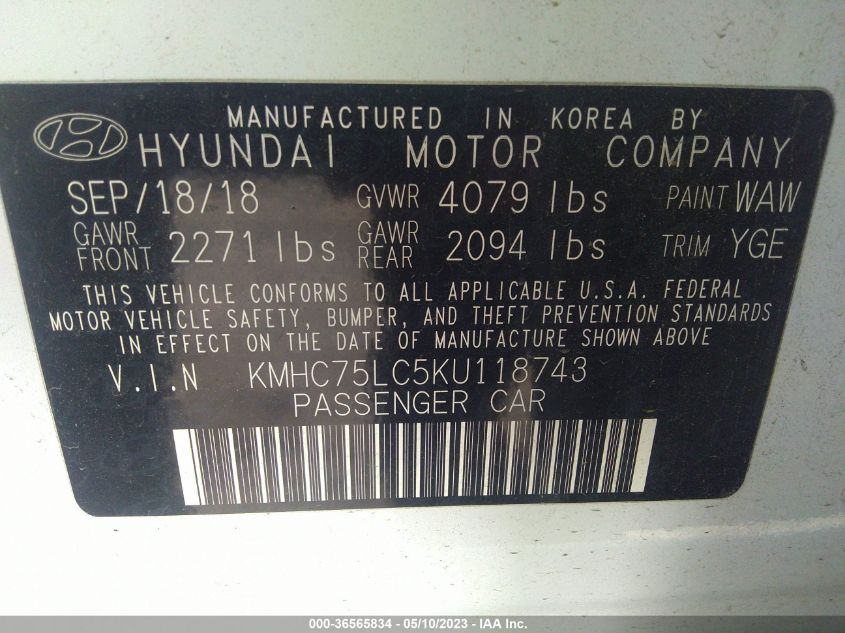 MANUFACTURED IN KOREA BY
HYUNDAI MOTOR COMPANY
SEP/18/18 GVWR 4079 lbs PAINT WAW
GAWR FRONT 2271 lbs GAWR REAR 2094 lbs TRIM YGE
THIS VEHICLE CONFORMS TO ALL APPLICABLE U.S.A. FEDERAL
MOTOR VEHICLE SAFETY, BUMPER, AND THEFT PREVENTION STANDARDS
IN EFFECT ON THE DATE OF MANUFACTURE SHOWN ABOVE
V.I.N KMHC75LC5KU118743
PASSENGER CAR
000-36565834 - 05/10/2023 - IAA Inc.